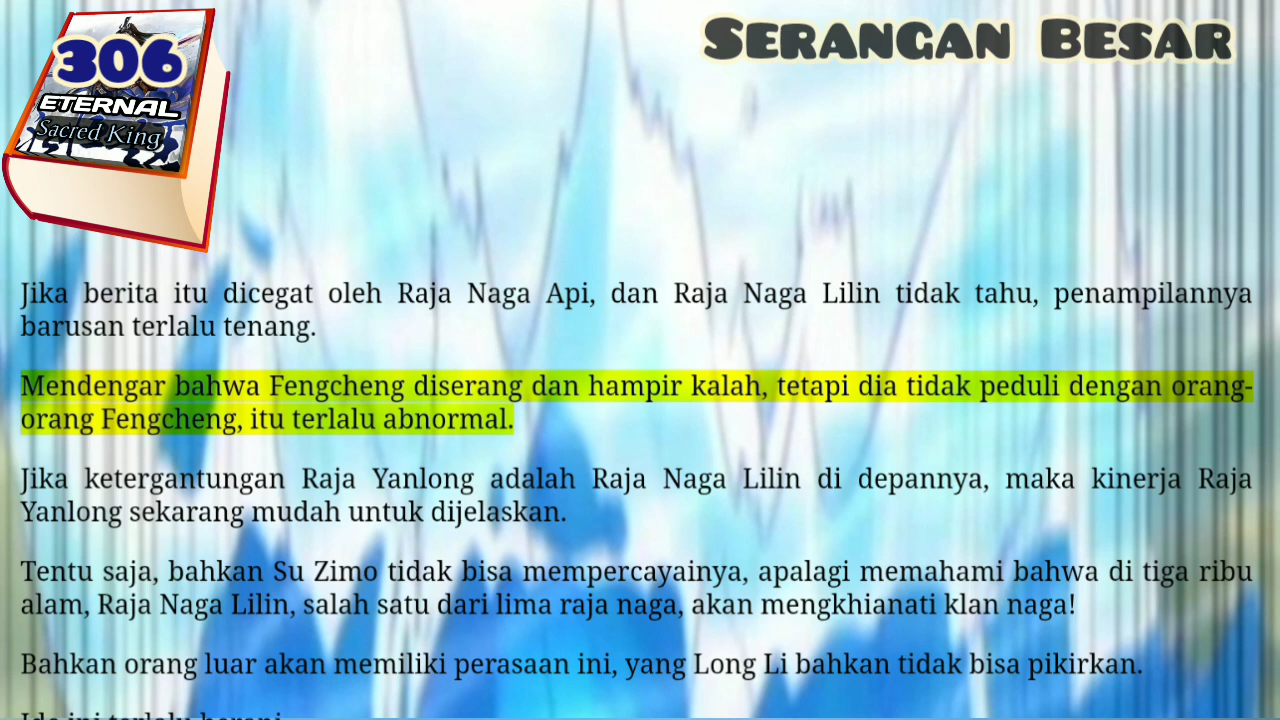 306
ETERNAL
Sacred King
Serangan Besar
Jika berita itu dicegat oleh Raja Naga Api, dan Raja Naga Lilin tidak tahu, penampilannya
barusan terlalu tenang.
Mendengar bahwa Fengcheng diserang dan hampir kalah, tetapi dia tidak peduli dengan orang-
orang Fengcheng, itu terlalu abnormal.
Jika ketergantungan Raja Yanlong adalah Raja Naga Lilin di depannya, maka kinerja Raja
Yanlong sekarang mudah untuk dijelaskan.
Tentu saja, bahkan Su Zimo tidak bisa mempercayainya, apalagi memahami bahwa di tiga ribu
alam, Raja Naga Lilin, salah satu dari lima raja naga, akan mengkhianati klan naga!
Bahkan orang luar akan memiliki perasaan ini, yang Long Li bahkan tidak bisa pikirkan.
Ide ini terlalu berani